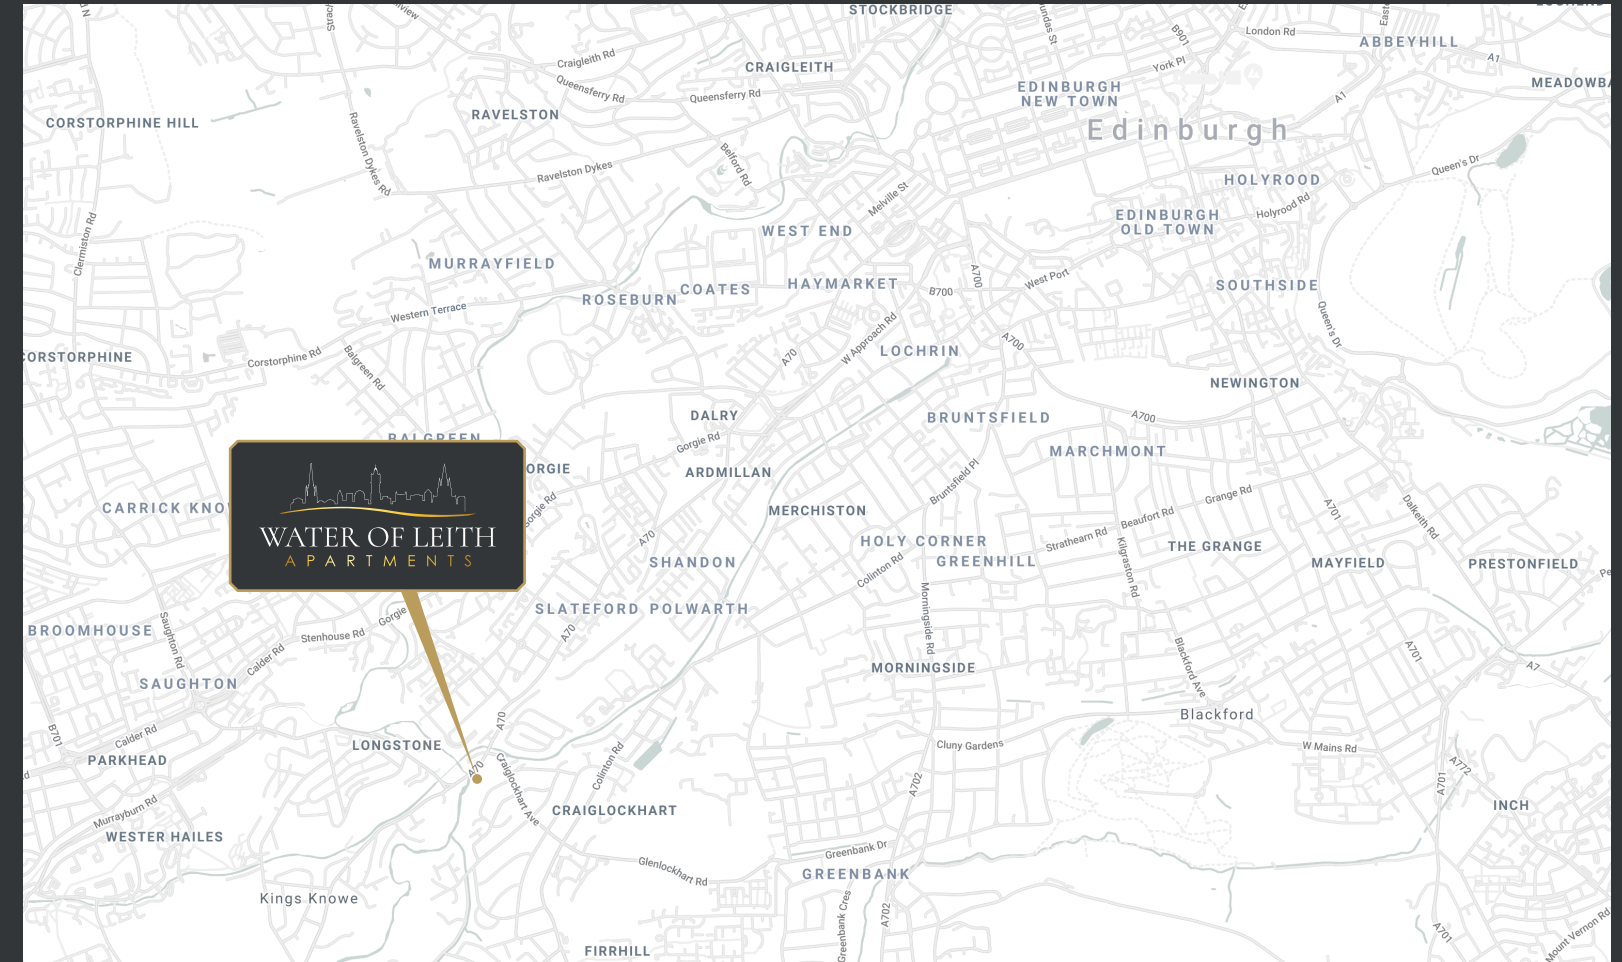 STOCKBRIDGE
London Rd
ABBEYHILL
B901
A1
Craigleith Rd
CRAIGLEITH
York Pl
MEADOWBA
Queensferry Rd
Queensferry Rd
EDINBURGH
NEW TOWN
A1
RAVELSTON
CORSTORPHINE HILL
Edinburgh
Ravelston Dykes Rd
Belford Rd
Queen's Dr
Ravelston Dykes
HOLYROOD
Melville St
Holyrood Rd
EDINBURGH
OLD TOWN
Clermiston Rd
WEST END
MURRAYFIELD
A700
West Port
HAYMARKET
SOUTHSIDE
COATES
B700
ROSEBURN
Western Terrace
Queen's Dr
W Approach Rd
A700
LOCHRIN
CORSTORPHINE
Corstorphine Rd
Balgreen Rd
A70
NEWINGTON
DALRY
BRUNTSFIELD
A700
BALGREEN
Gorgie Rd
MARCHMONT
ORGIE
ARDMILLAN
Bruntsfield Pl
CARRICK KNO
Gorgie Rd
MERCHISTON
Grange Rd
A701
Dalkeith Rd
Beaufort Rd
WATER OF LEITH
APARTMENTS
A70
HOLY CORNER
Strathearn Rd
THE GRANGE
SHANDON
Colinton Rd
GREENHILL
Kilgraston Rd
MAYFIELD
PRESTONFIELD
Pe
SLATEFORD
POLWARTH
Morningside Rd
Gorgie
BROOMHOUSE
Saughton Rd
Stenhouse Rd
A70
Calder Rd
MORNINGSIDE
Blackford Ave
A701
A7
SAUGHTON
A70
Blackford
B701
Calder Rd
LONGSTONE
Cluny Gardens
W Mains Rd
PARKHEAD
A70
Craiglockhart Ave
Colinton Rd
A702
A701
A772
Murrayburn Rd
CRAIGLOCKHART
INCH
WESTER HAILES
Greenbank Dr
Glenlockhart Rd
GREENBANK
Kings Knowe
Greenbank Cres
A702
A701
Mount Vernon Rd
FIRRHILL